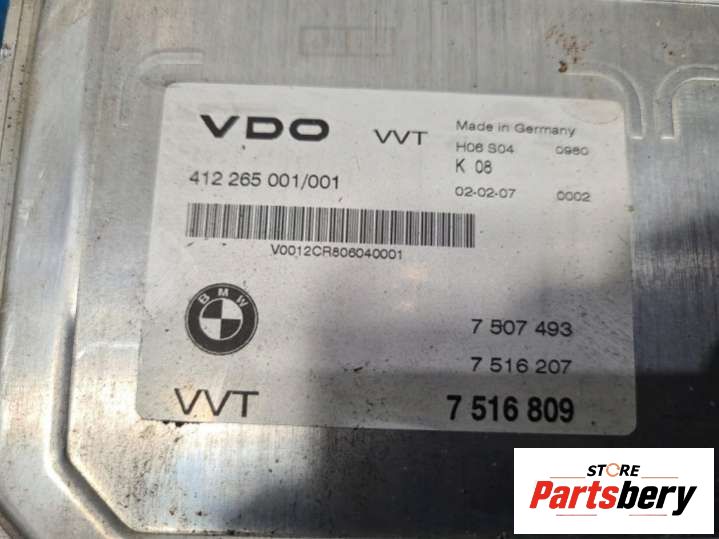 VDO VVT Made in Germany
H06 S04 0980
K 08
412 265 001/001
02-02-07 0002
V0012CR806040001
BMW
7 507 493
7 516 207
VVT 7 516 809
STORE
Partsbery